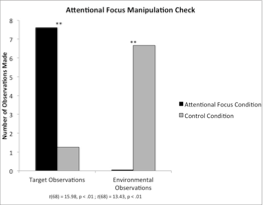 Attentional Focus Manipulation Check
Number of Observations Made
8
7
6
5
4
3
2
1
0
**
**
Target Observations
Environmental
Observations
Attentional Focus Condition
Control Condition
t(68) = 15.98, p < .01 ; t(68) = 13.43, p < .01